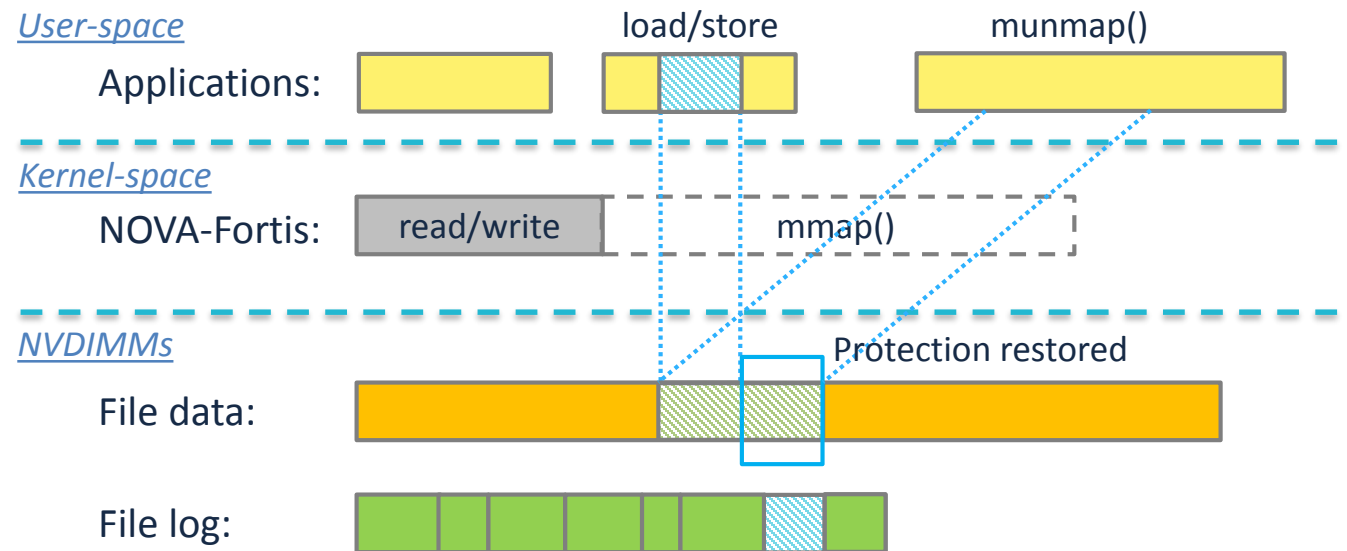 User-space
load/store
munmap()
Applications:
Kernel-space
NOVA-Fortis:
read/write
mmap()
NVDIMMs
Protection restored
File data:
File log: